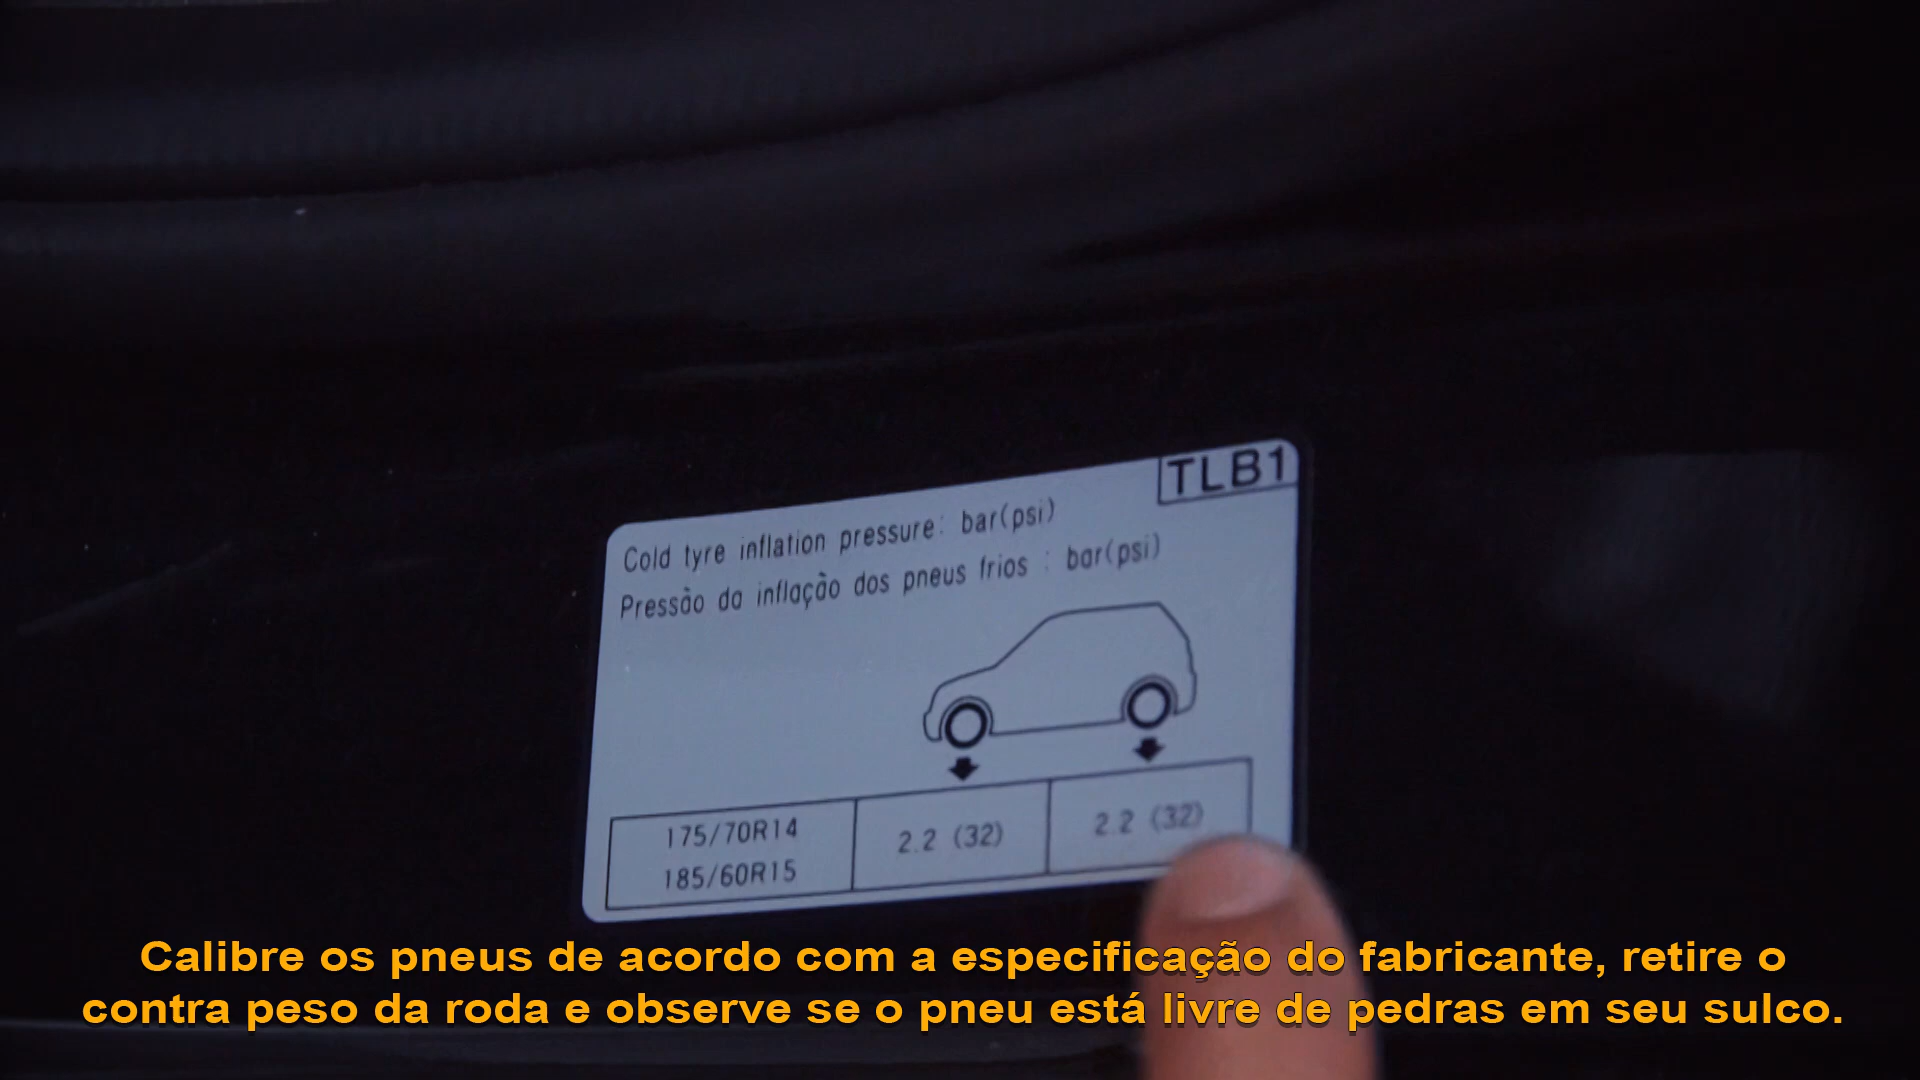 TLB1
Cold tyre inflation pressure: bar(psi)
Pressão da inflação dos pneus frios : bar(psi)
175/70R14
185/60R15
2.2 (32)
2.2 (32)
Calibre os pneus de acordo com a especificação do fabricante, retire o
contra peso da roda e observe se o pneu está livre de pedras em seu sulco.